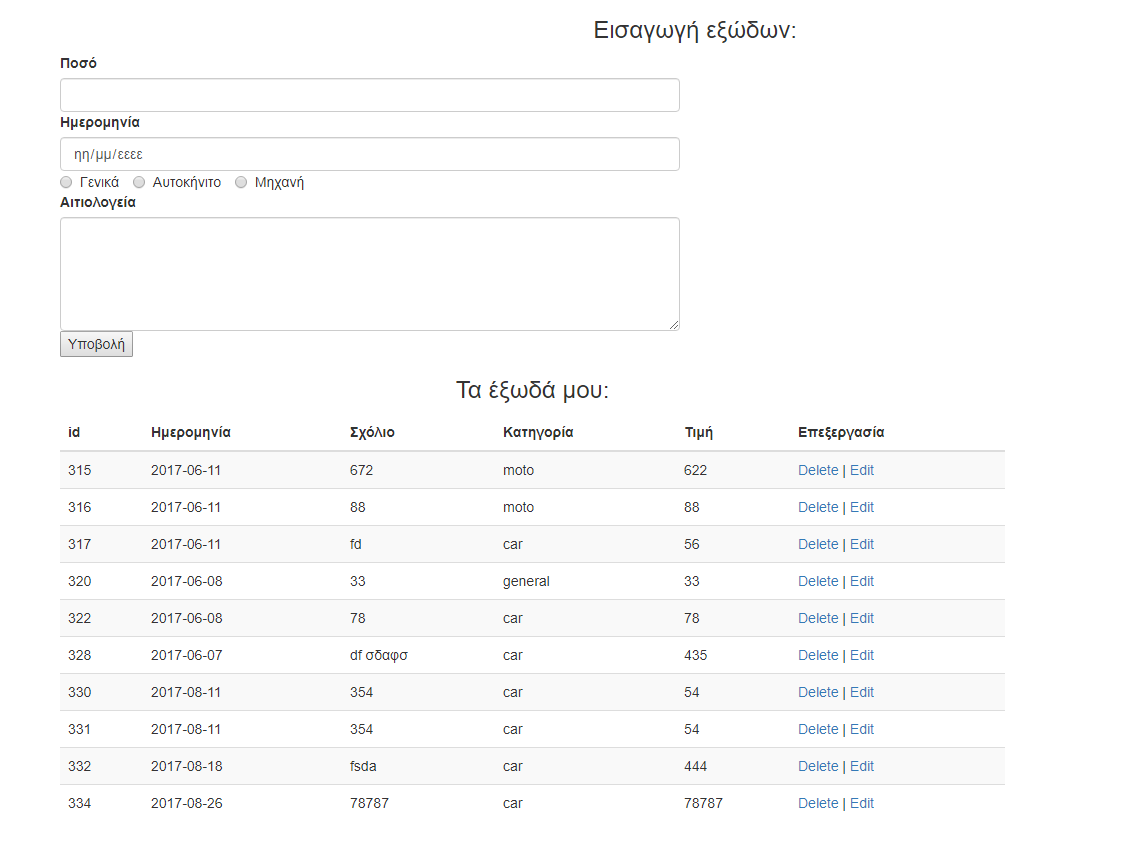 Εισαγωγή εξώδων:
Ποσό
Ημερομηνία
ηη/μμ/εεεε
Γενικά Αυτοκήνιτο Μηχανή
Αιτιολογεία
Υποβολή
Τα έξωδά μου:
id Ημερομηνία Σχόλιο Κατηγορία Τιμή Επεξεργασία
315 2017-06-11 672 moto 622 Delete | Edit
316 2017-06-11 88 moto 88 Delete | Edit
317 2017-06-11 fd car 56 Delete | Edit
320 2017-06-08 33 general 33 Delete | Edit
322 2017-06-08 78 car 78 Delete | Edit
328 2017-06-07 df σδαφσ car 435 Delete | Edit
330 2017-08-11 354 car 54 Delete | Edit
331 2017-08-11 354 car 54 Delete | Edit
332 2017-08-18 fsda car 444 Delete | Edit
334 2017-08-26 78787 car 78787 Delete | Edit